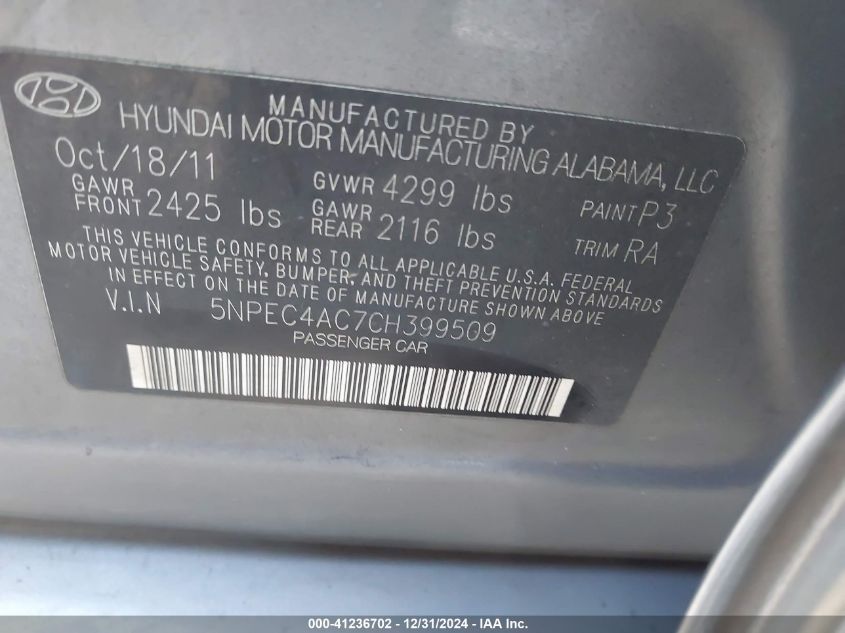 MANUFACTURED BY
HYUNDAI MOTOR MANUFACTURING ALABAMA, LLC
Oct/18/11
GAWR FRONT 2425 lbs
GVWR 4299 lbs
GAWR REAR 2116 lbs
PAINT P3
TRIM RA
THIS VEHICLE CONFORMS TO ALL APPLICABLE U.S.A. FEDERAL
MOTOR VEHICLE SAFETY, BUMPER, AND THEFT PREVENTION STANDARDS
IN EFFECT ON THE DATE OF MANUFACTURE SHOWN ABOVE
V.I.N 5NPEC4AC7CH399509
PASSENGER CAR
000-41236702 - 12/31/2024 - IAA Inc.